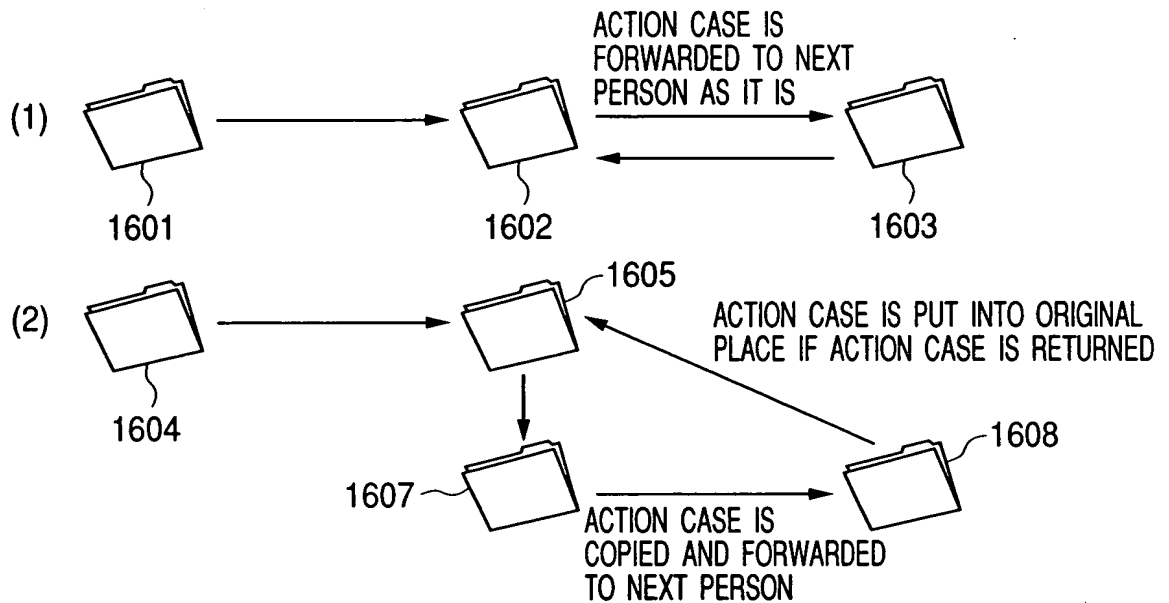 ACTION CASE IS
FORWARDED TO NEXT
PERSON AS IT IS
(1)
1601
1602
1603
(2)
1604
1605
ACTION CASE IS PUT INTO ORIGINAL
PLACE IF ACTION CASE IS RETURNED
1607
1608
ACTION CASE IS
COPIED AND FORWARDED
TO NEXT PERSON